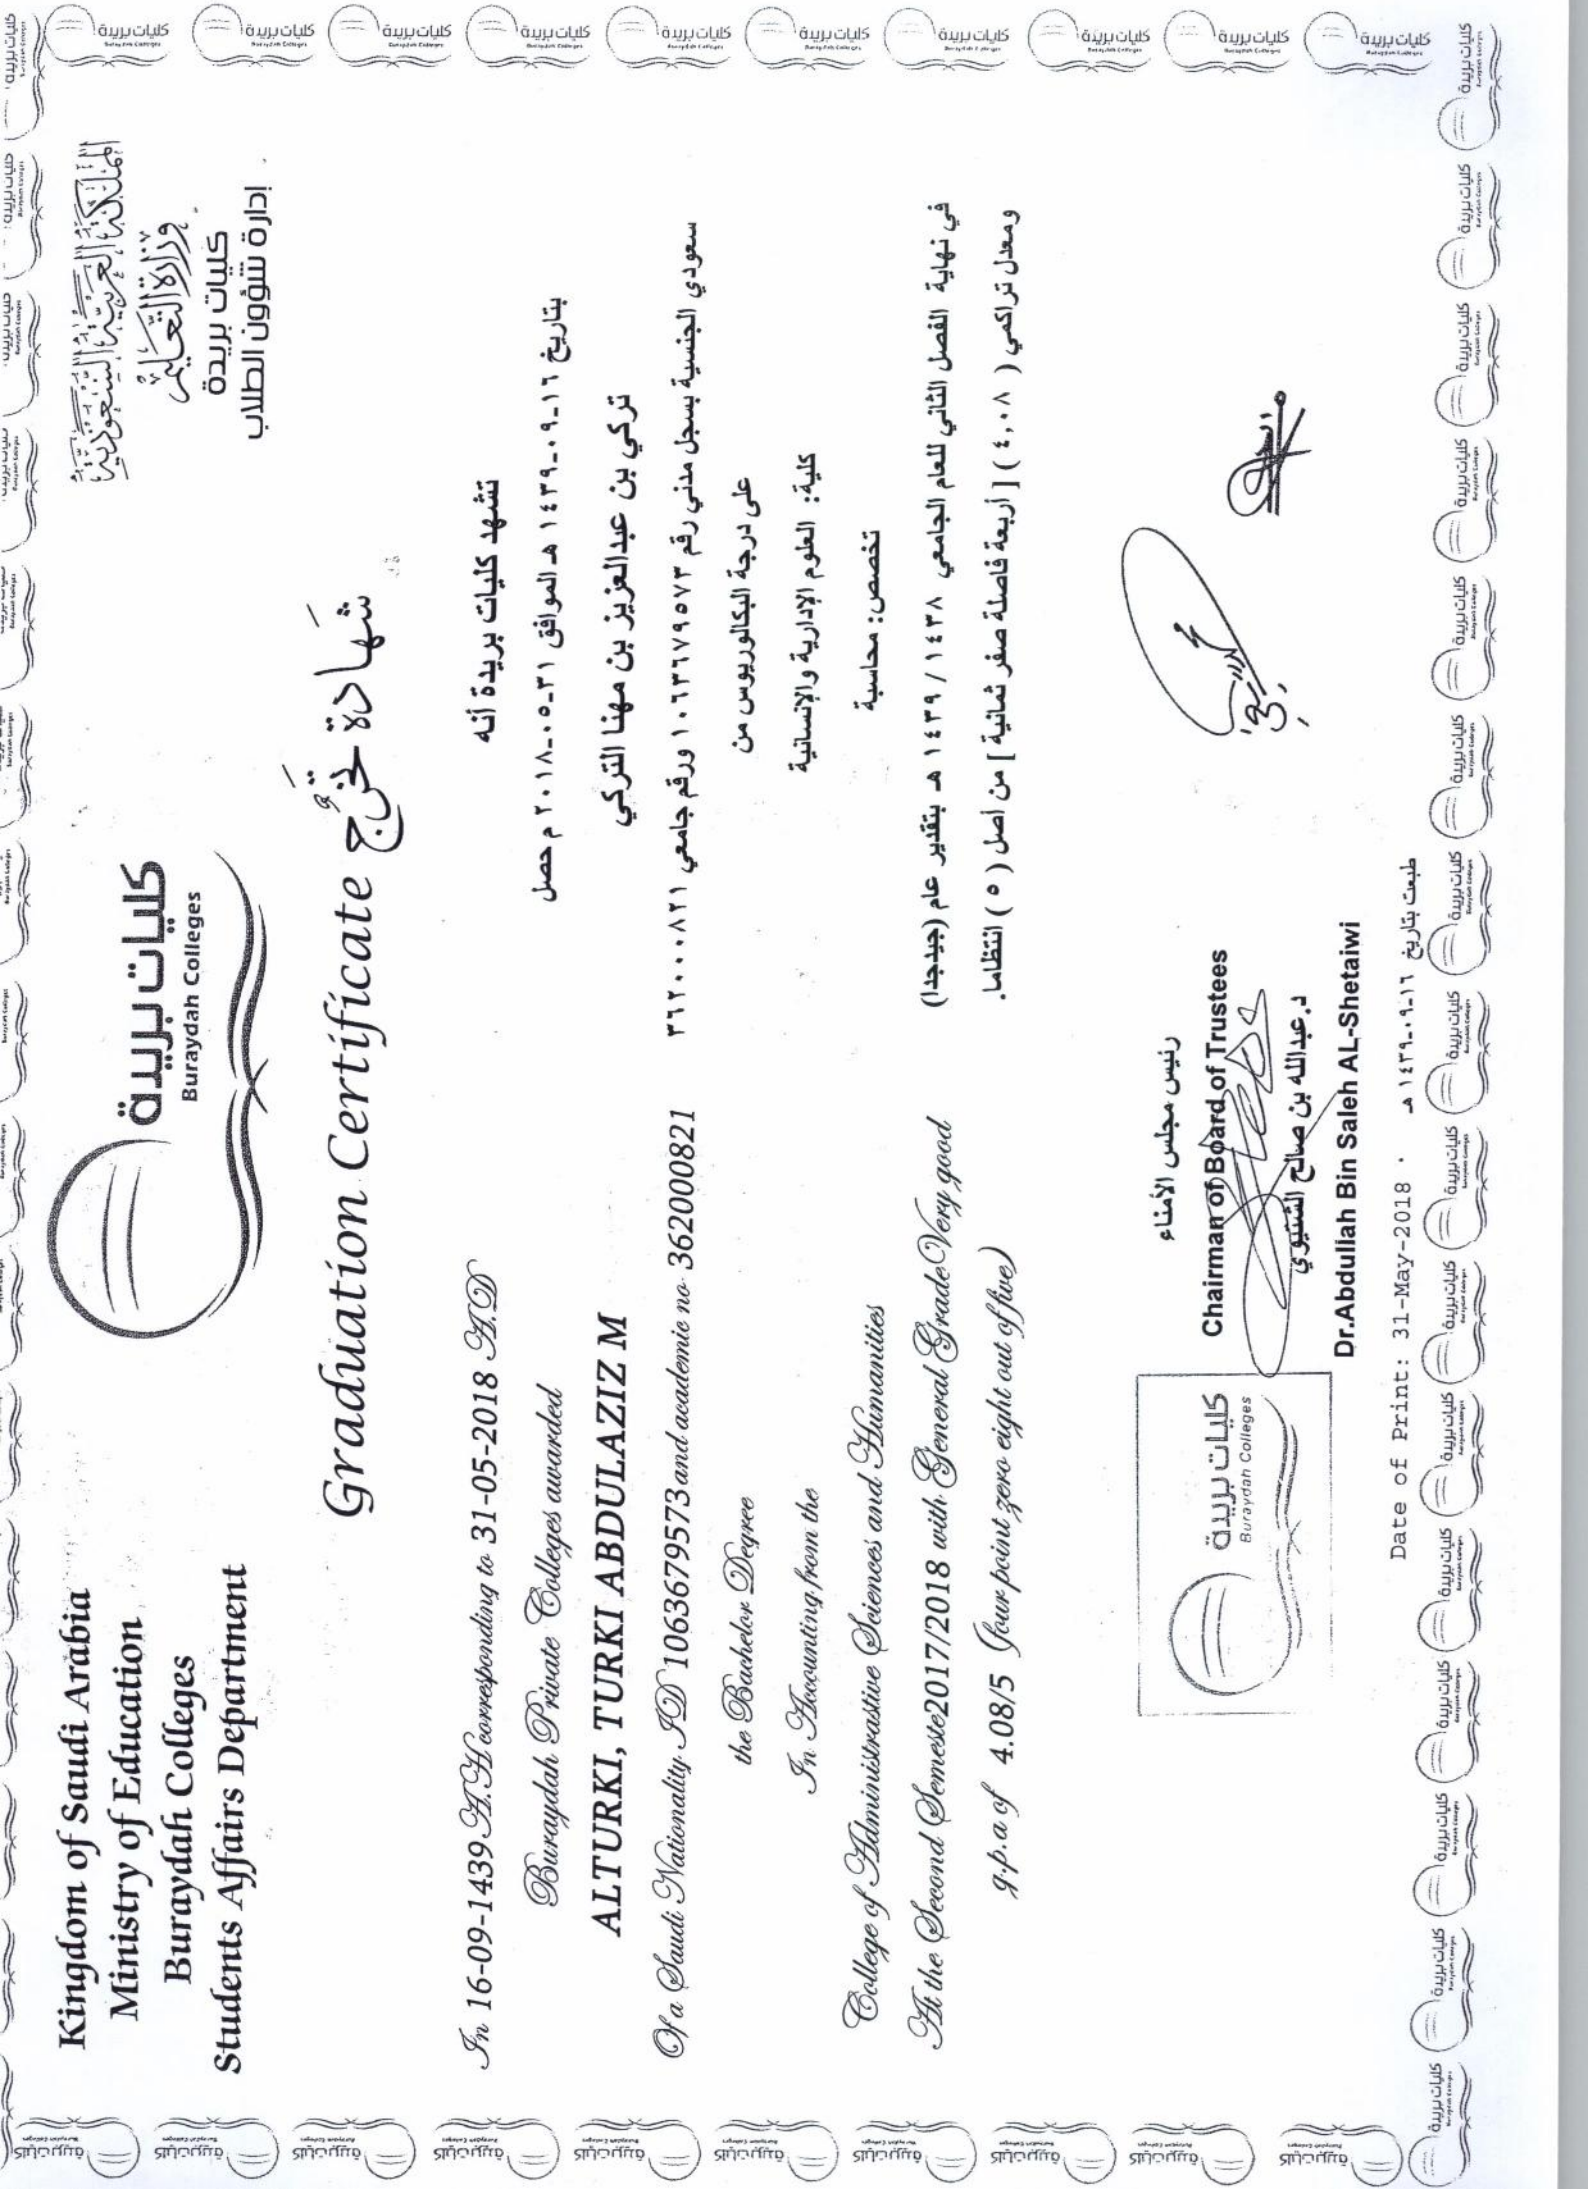 Kingdom of Saudi Arabia
Ministry of Education
Buraydah Colleges
Students Affairs Department
كليات بريدة
Buraydah Colleges
المملكة العربية السعودية
وزارة التعليم
كليات بريدة
إدارة شؤون الطلاب
Graduation Certificate شهادة تخرج
In 16-09-1439 A.H corresponding to 31-05-2018 A.D
Buraydah Private Colleges awarded
ALTURKI, TURKI ABDULAZIZ M
Of a Saudi Nationality ID 1063679573 and academic no 362000821
the Bachelor Degree
In Accounting from the
College of Administrastive Sciences and Humanities
At the Second Semeste2017/2018 with General Grade Very good
g.p.a of 4.08/5 (four point zero eight out of five)
تشهد كليات بريدة أنه
بتاريخ ١٦-٠٩-١٤٣٩ هـ الموافق ٣١-٠٥-٢٠١٨ م حصل
تركي بن عبدالعزيز بن مهنا التركي
سعودي الجنسية بسجل مدني رقم ١٠٦٣٦٧٩٥٧٣ ورقم جامعي ٣٦٢٠٠٠٨٢١
على درجة البكالوريوس من
كلية: العلوم الإدارية والإنسانية
تخصص: محاسبة
في نهاية الفصل الثاني للعام الجامعي ١٤٣٨ / ١٤٣٩ هـ بتقدير عام (جيدجدا)
ومعدل تراكمي ( ٤,٠٨ ) [ أربعة فاصلة صفر ثمانية ] من أصل ( ٥ ) انتظاما.
كليات بريدة
Buraydah Colleges
رئيس مجلس الأمناء
Chairman of Board of Trustees
د.عبدالله بن صالح الشتيوي
Dr.Abdullah Bin Saleh AL-Shetaiwi
Date of Print: 31-May-2018
طبعت بتاريخ ١٦-٠٩-١٤٣٩ هـ